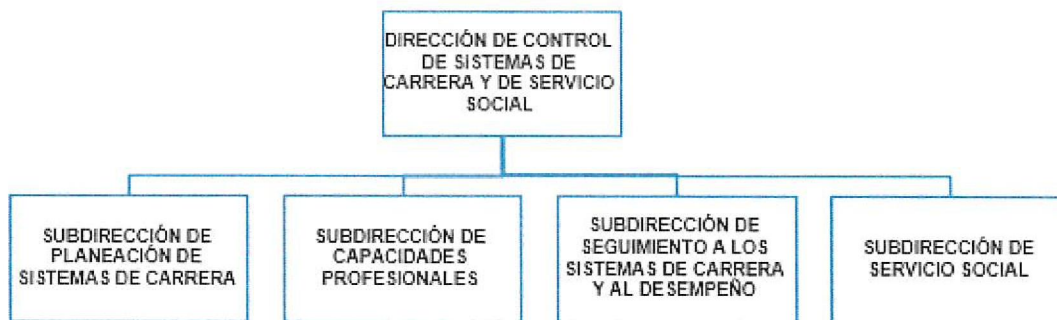 DIRECCIÓN DE CONTROL
DE SISTEMAS DE
CARRERA Y DE SERVICIO
SOCIAL
SUBDIRECCIÓN DE
PLANEACIÓN DE
SISTEMAS DE CARRERA
SUBDIRECCIÓN DE
CAPACIDADES
PROFESIONALES
SUBDIRECCIÓN DE
SEGUIMIENTO A LOS
SISTEMAS DE CARRERA
Y AL DESEMPEÑO
SUBDIRECCIÓN DE
SERVICIO SOCIAL